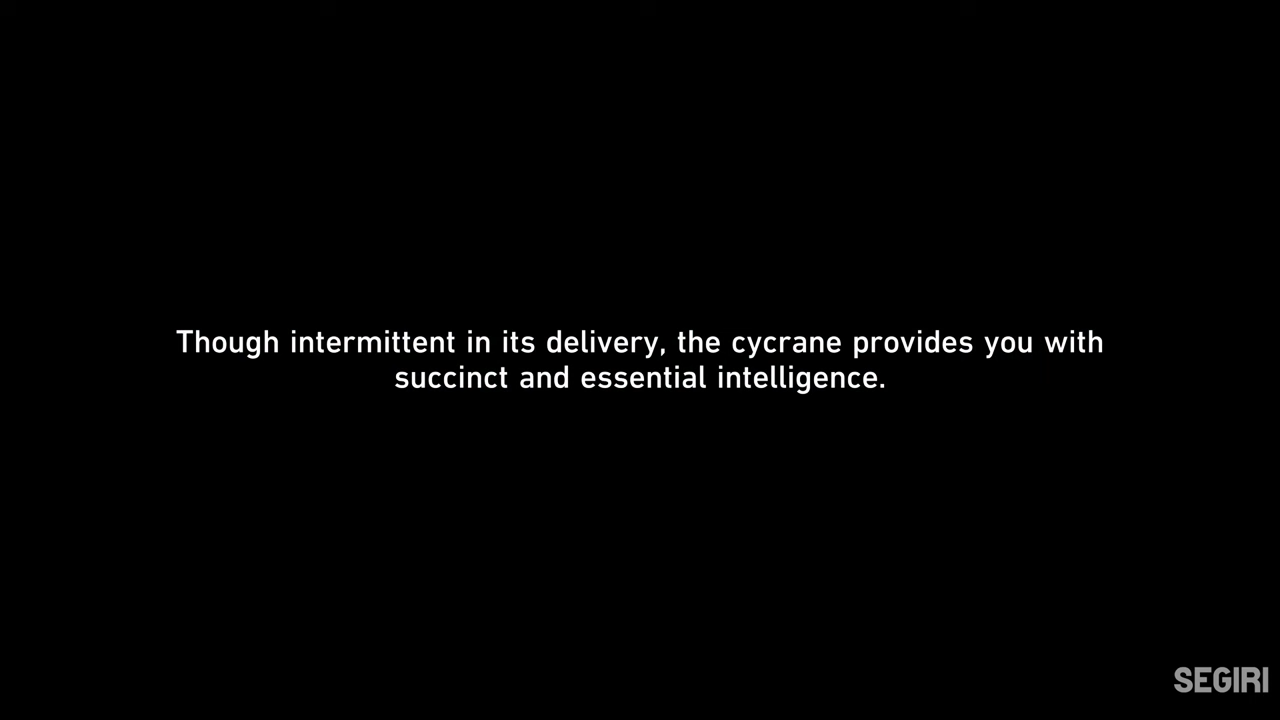 Though intermittent in its delivery, the cycrane provides you with
succinct and essential intelligence.
SEGIRI